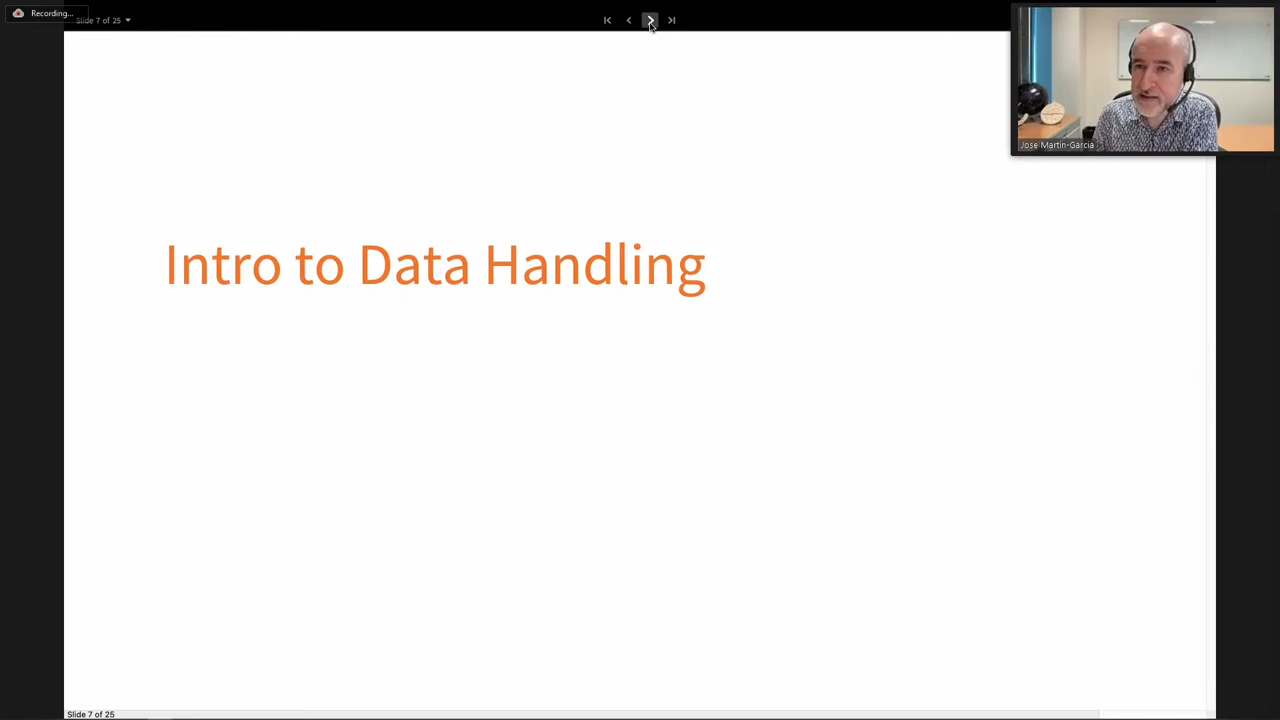 Recording...
Slide 7 of 25
Jose Martin-Garcia
Intro to Data Handling
Slide 7 of 25